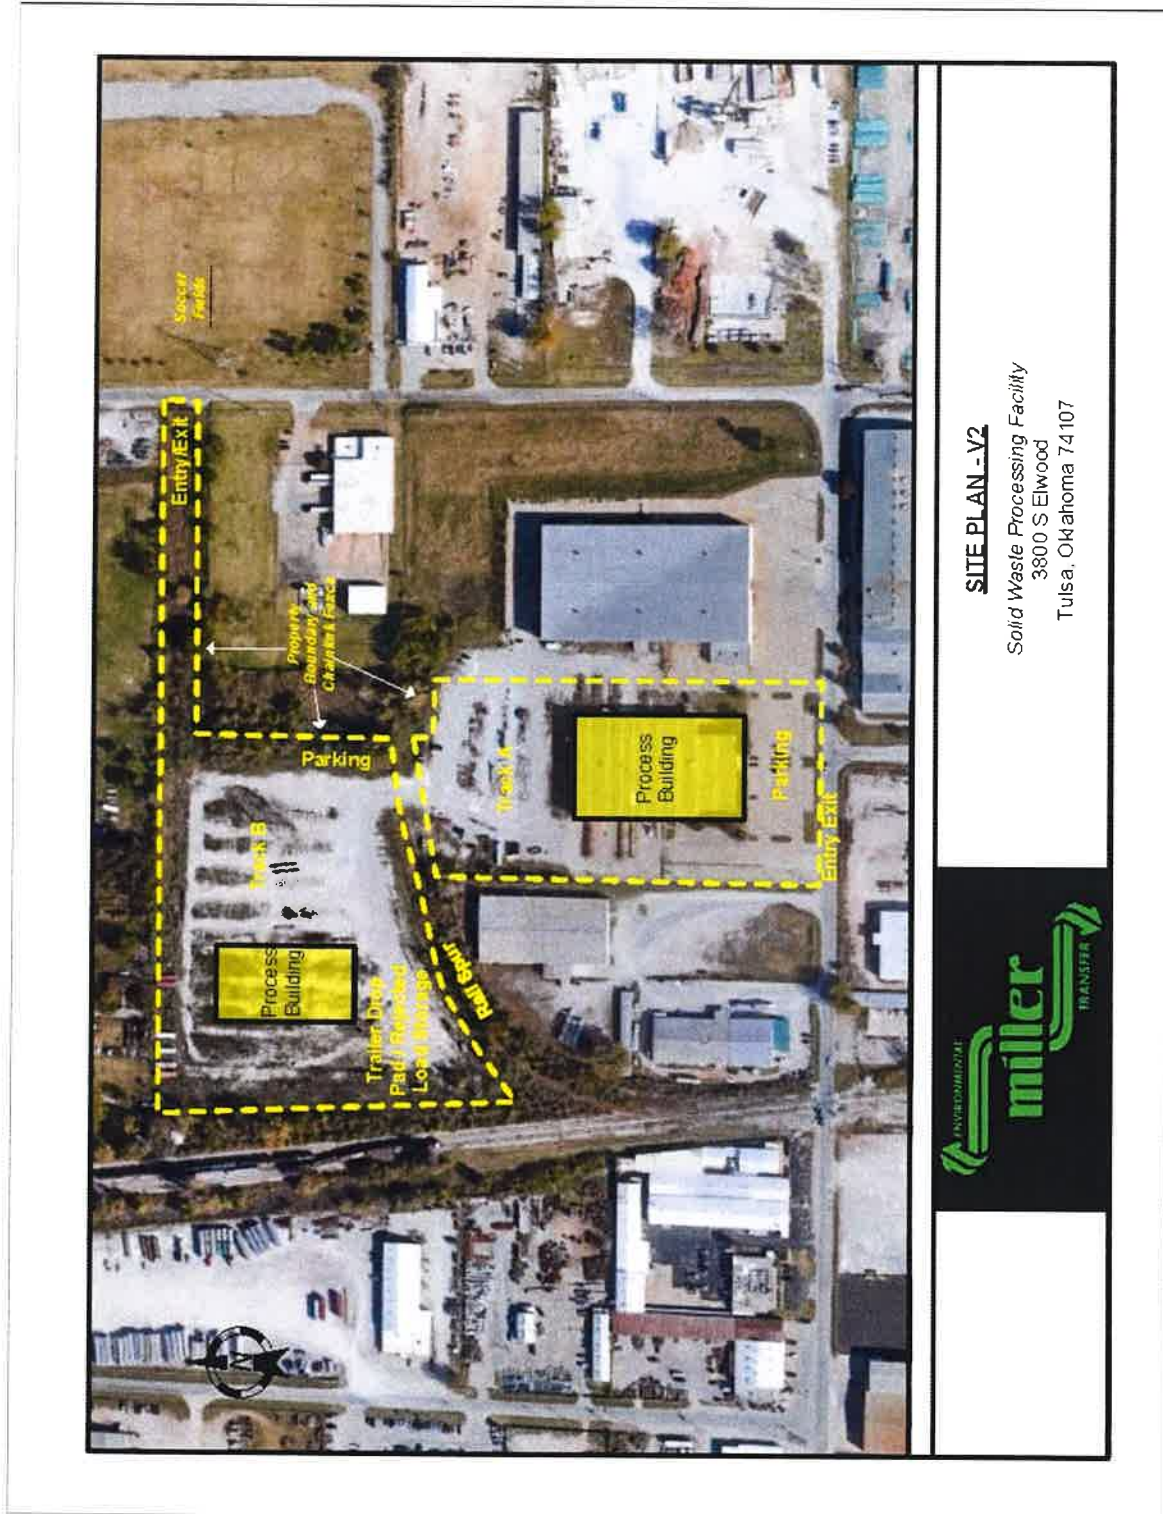 Entry/Exit
Soccer
Fields
Process
Building
Track B
Parking
Property
Boundary and
Chainlink Fence
Trailer Drop
Pad / Rejected
Load Storage
Rail Spur
Track A
Process
Building
Parking
Entry Exit
N
ENVIRONMENTAL
miller
TRANSFER
SITE PLAN - V2
Solid Waste Processing Facility
3800 S Elwood
Tulsa, Oklahoma 74107